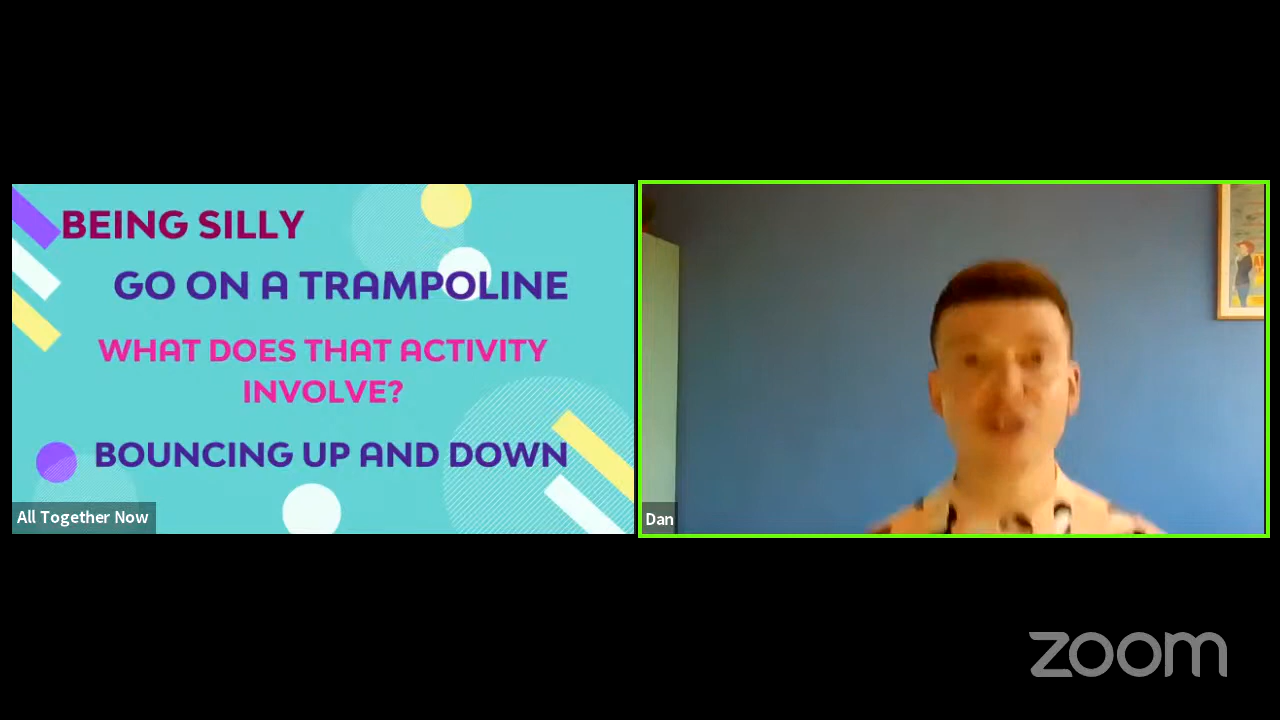 BEING SILLY
GO ON A TRAMPOLINE
WHAT DOES THAT ACTIVITY
INVOLVE?
BOUNCING UP AND DOWN
All Together Now
Dan
zoom